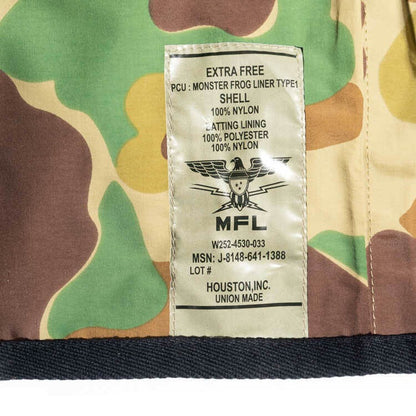 EXTRA FREE
PCU : MONSTER FROG LINER TYPE1
SHELL
100% NYLON
BATTING LINING
100% POLYESTER
100% NYLON
MFL
W252-4530-033
MSN: J-8148-641-1388
LOT #
HOUSTON,INC.
UNION MADE